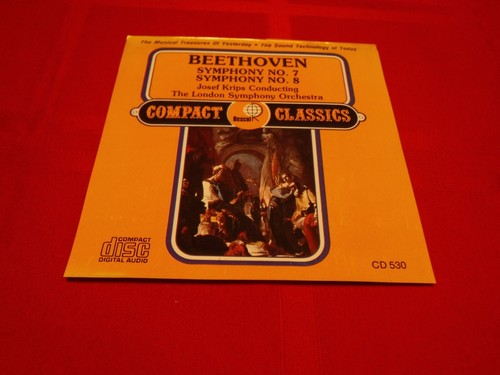 The Musical Treasures Of Yesterday • The Sound Technology of Today
BEETHOVEN
SYMPHONY NO. 7
SYMPHONY NO. 8
Josef Krips Conducting
The London Symphony Orchestra
COMPACT Bescol CLASSICS
COMPACT
disc
DIGITAL AUDIO
CD 530